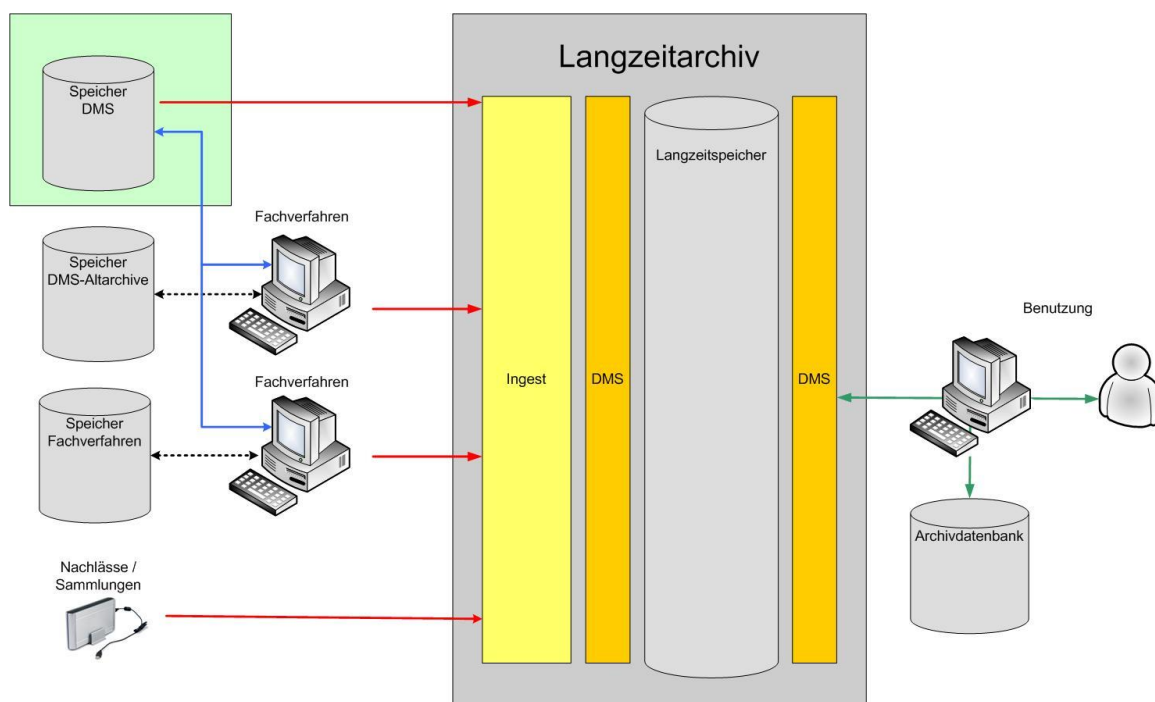 Langzeitarchiv
Speicher
DMS
Fachverfahren
Speicher
DMS-Altarchive
Fachverfahren
Speicher
Fachverfahren
Nachlässe /
Sammlungen
Ingest
DMS
Langzeitspeicher
DMS
Benutzung
Archivdatenbank